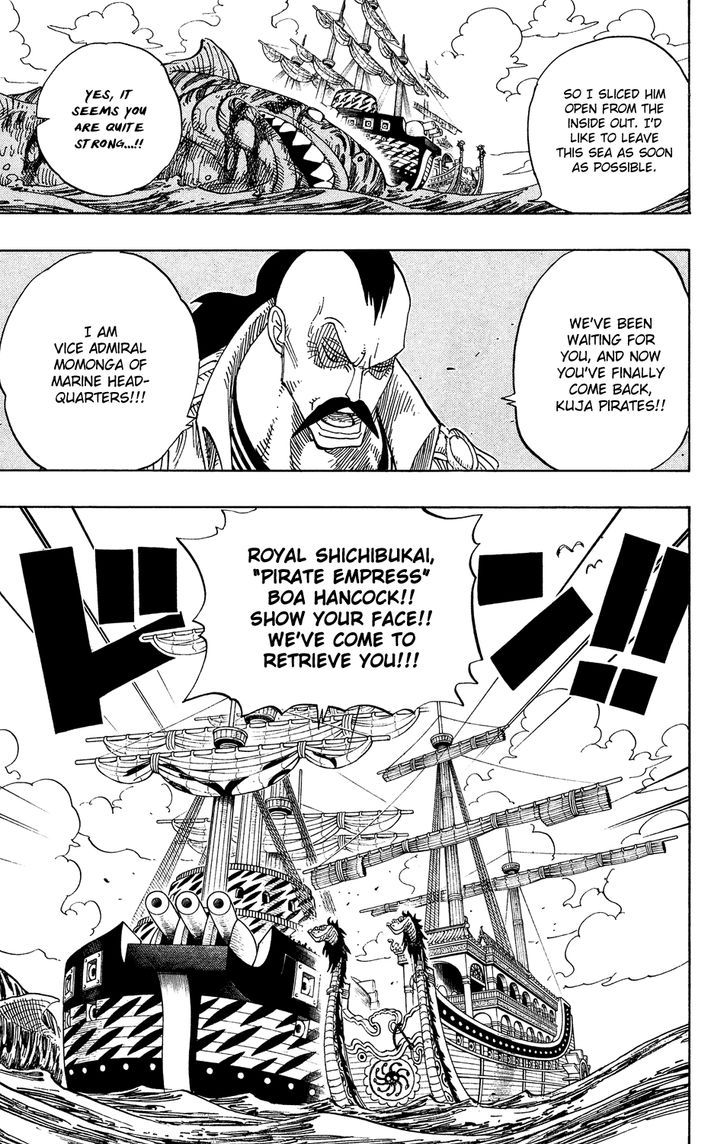 SO I SLICED HIM
OPEN FROM THE
INSIDE OUT. I'D
LIKE TO LEAVE
THIS SEA AS SOON
AS POSSIBLE.
YES, IT
SEEMS YOU
ARE QUITE
STRONG...!!
WE'VE BEEN
WAITING FOR
YOU, AND NOW
YOU'VE FINALLY
COME BACK,
KUJA PIRATES!!
I AM
VICE ADMIRAL
MOMONGA OF
MARINE HEAD-
QUARTERS!!!
ROYAL SHICHIBUKAI,
"PIRATE EMPRESS"
BOA HANCOCK!!
SHOW YOUR FACE!!
WE'VE COME TO
RETRIEVE YOU!!!
ドン!!